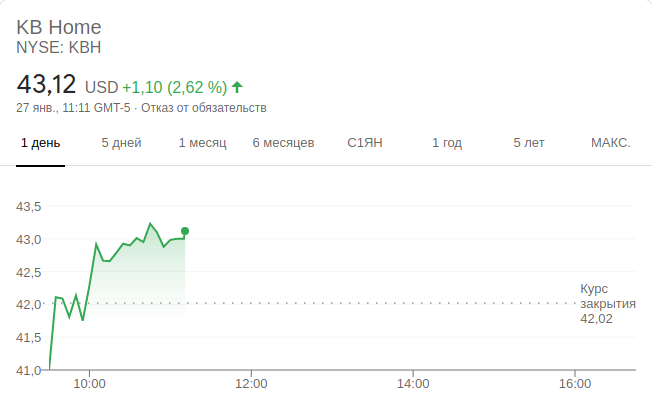 KB Home
NYSE: KBH
43,12 USD +1,10 (2,62 %)
27 янв., 11:11 GMT-5 · Отказ от обязательств
1 день 5 дней 1 месяц 6 месяцев С1ЯН 1 год 5 лет МАКС.
43,5
43,0
42,5
42,0
41,5
41,0
Курс
закрытия
42,02
10:00 12:00 14:00 16:00